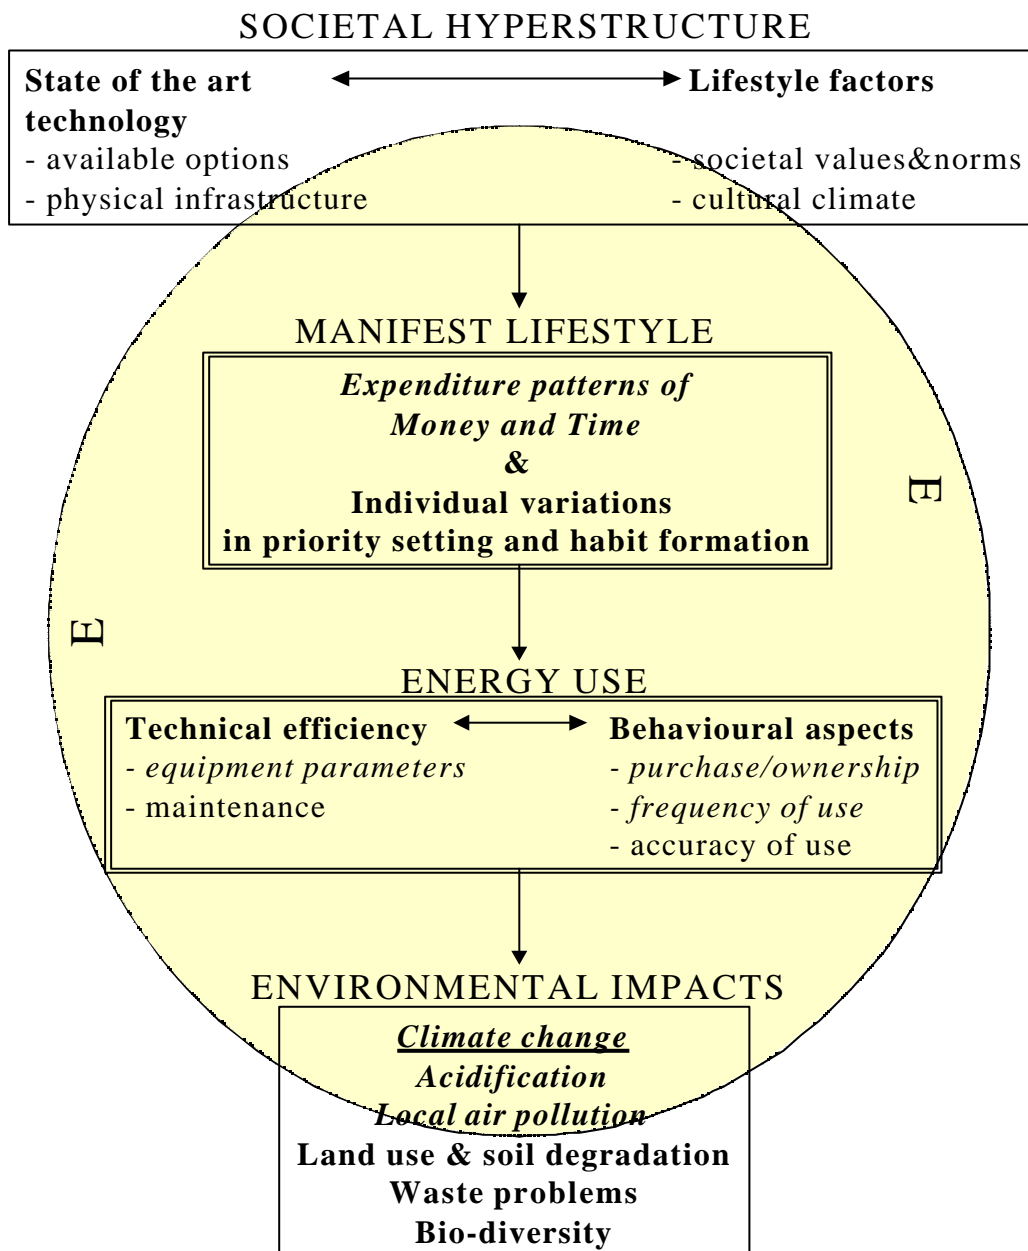 SOCIETAL HYPERSTRUCTURE
State of the art
technology
- available options
- physical infrastructure
Lifestyle factors
- societal values&norms
- cultural climate
MANIFEST LIFESTYLE
Expenditure patterns of
Money and Time
&
Individual variations
in priority setting and habit formation
E
E
ENERGY USE
Technical efficiency
- equipment parameters
- maintenance
Behavioural aspects
- purchase/ownership
- frequency of use
- accuracy of use
ENVIRONMENTAL IMPACTS
Climate change
Acidification
Local air pollution
Land use & soil degradation
Waste problems
Bio-diversity